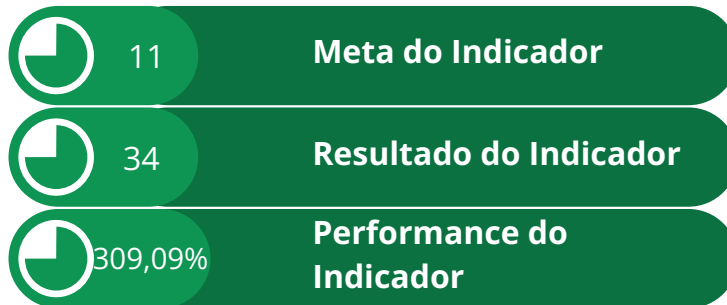 11
Meta do Indicador
34
Resultado do Indicador
309,09%
Performance do
Indicador